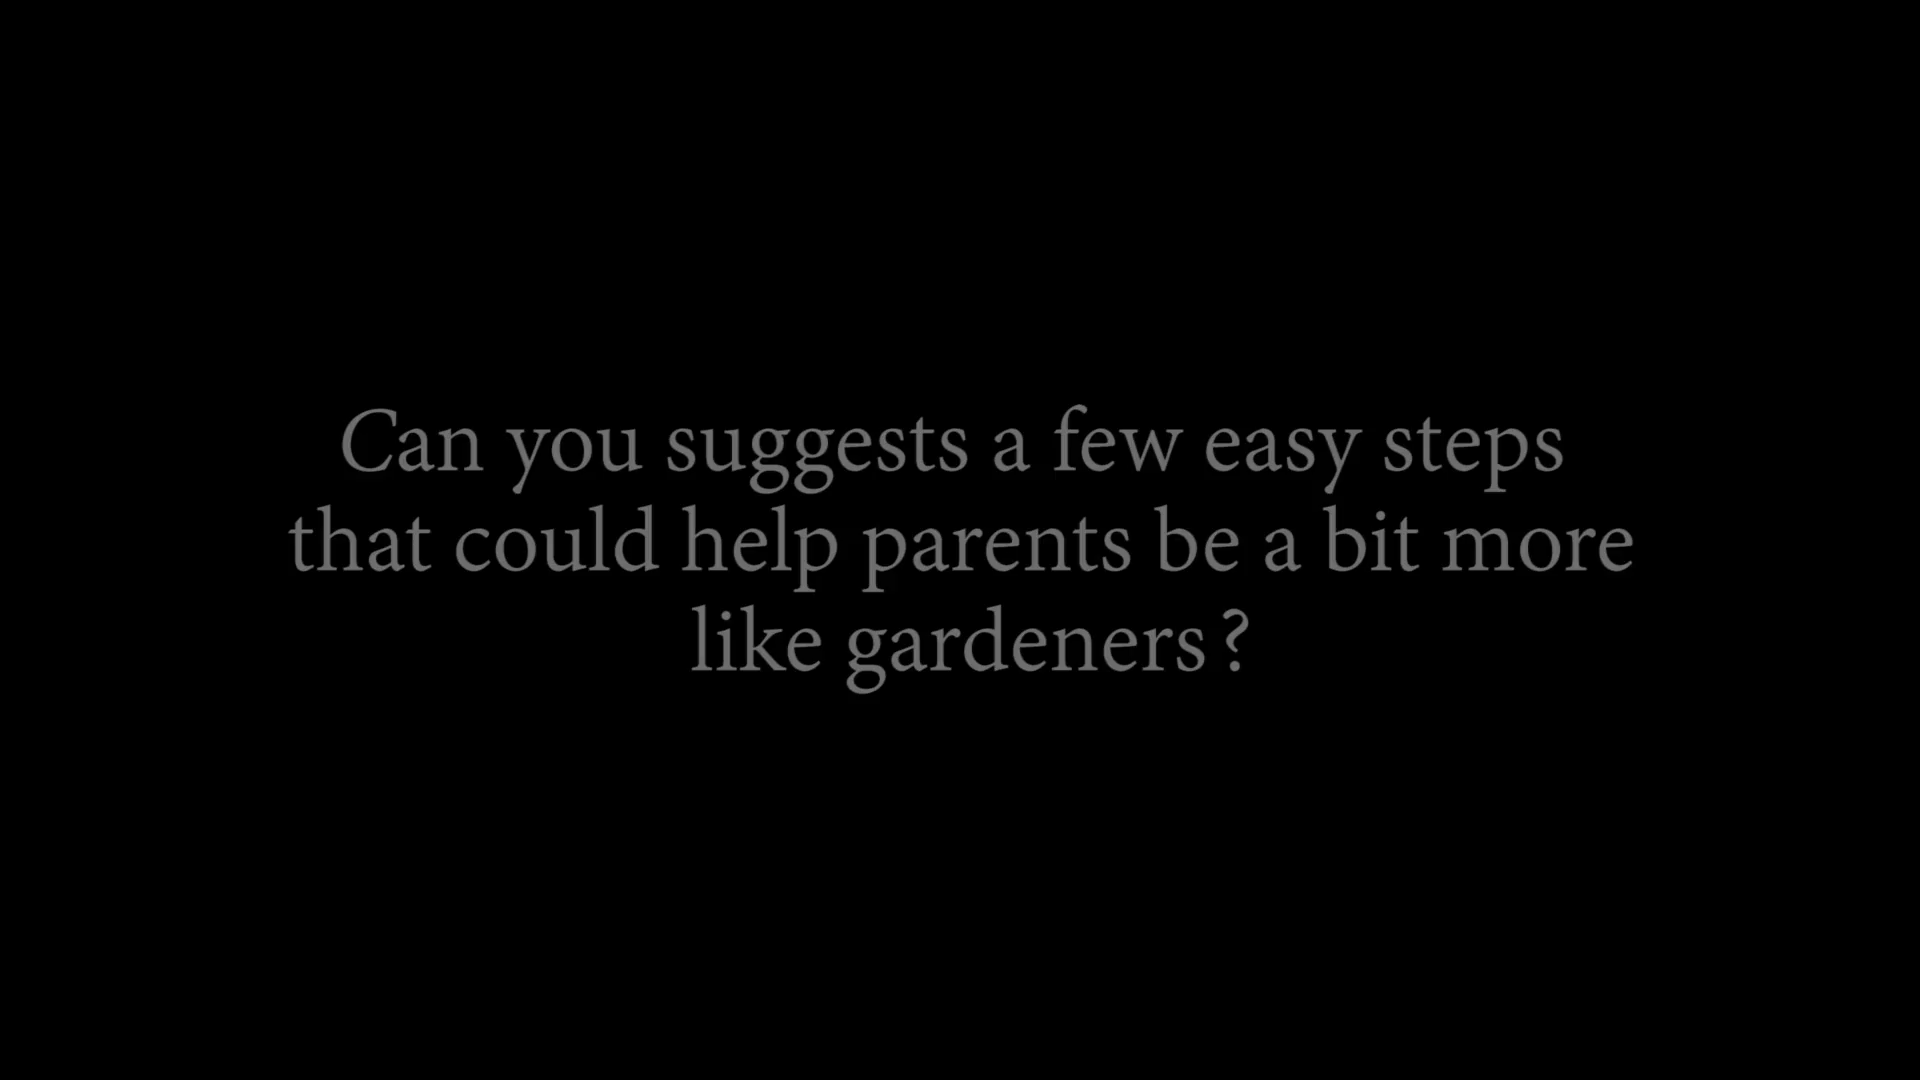 Can you suggests a few easy steps
that could help parents be a bit more
like gardeners?